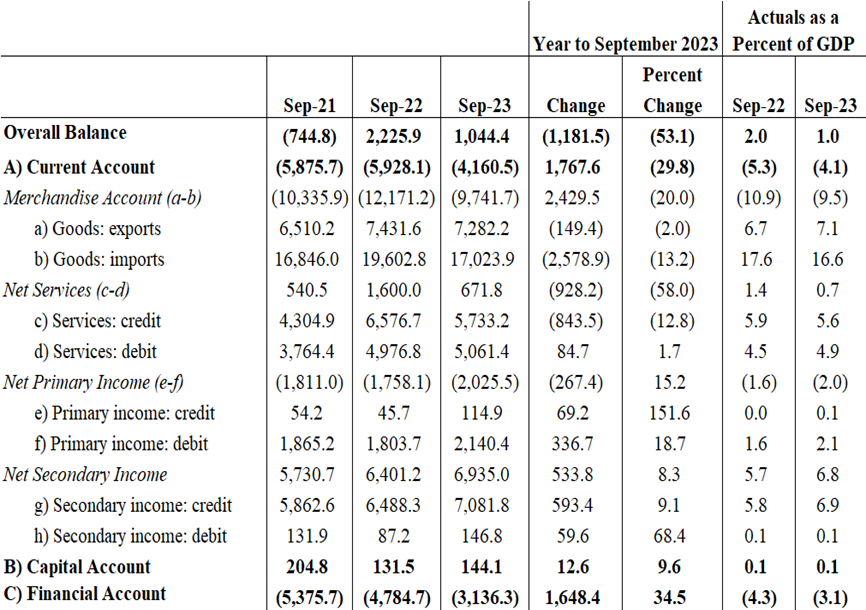 Actuals as a
Year to September 2023 Percent of GDP
Percent
Sep-21 Sep-22 Sep-23 Change Change Sep-22 Sep-23
Overall Balance (744.8) 2,225.9 1,044.4 (1,181.5) (53.1) 2.0 1.0
A) Current Account (5,875.7) (5,928.1) (4,160.5) 1,767.6 (29.8) (5.3) (4.1)
Merchandise Account (a-b) (10,335.9) (12,171.2) (9,741.7) 2,429.5 (20.0) (10.9) (9.5)
a) Goods: exports 6,510.2 7,431.6 7,282.2 (149.4) (2.0) 6.7 7.1
b) Goods: imports 16,846.0 19,602.8 17,023.9 (2,578.9) (13.2) 17.6 16.6
Net Services (c-d) 540.5 1,600.0 671.8 (928.2) (58.0) 1.4 0.7
c) Services: credit 4,304.9 6,576.7 5,733.2 (843.5) (12.8) 5.9 5.6
d) Services: debit 3,764.4 4,976.8 5,061.4 84.7 1.7 4.5 4.9
Net Primary Income (e-f) (1,811.0) (1,758.1) (2,025.5) (267.4) 15.2 (1.6) (2.0)
e) Primary income: credit 54.2 45.7 114.9 69.2 151.6 0.0 0.1
f) Primary income: debit 1,865.2 1,803.7 2,140.4 336.7 18.7 1.6 2.1
Net Secondary Income 5,730.7 6,401.2 6,935.0 533.8 8.3 5.7 6.8
g) Secondary income: credit 5,862.6 6,488.3 7,081.8 593.4 9.1 5.8 6.9
h) Secondary income: debit 131.9 87.2 146.8 59.6 68.4 0.1 0.1
B) Capital Account 204.8 131.5 144.1 12.6 9.6 0.1 0.1
C) Financial Account (5,375.7) (4,784.7) (3,136.3) 1,648.4 34.5 (4.3) (3.1)